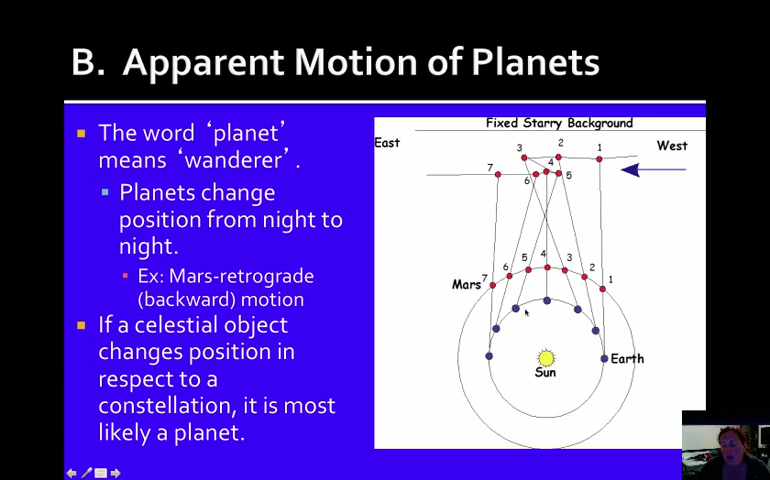 B. Apparent Motion of Planets
The word ‘planet’
means ‘wanderer’.
Planets change
position from night to
night.
Ex: Mars-retrograde
(backward) motion
If a celestial object
changes position in
respect to a
constellation, it is most
likely a planet.
Fixed Starry Background
East
West
3
2
1
4
7
6
5
4
5
3
6
2
Mars
7
1
Earth
Sun